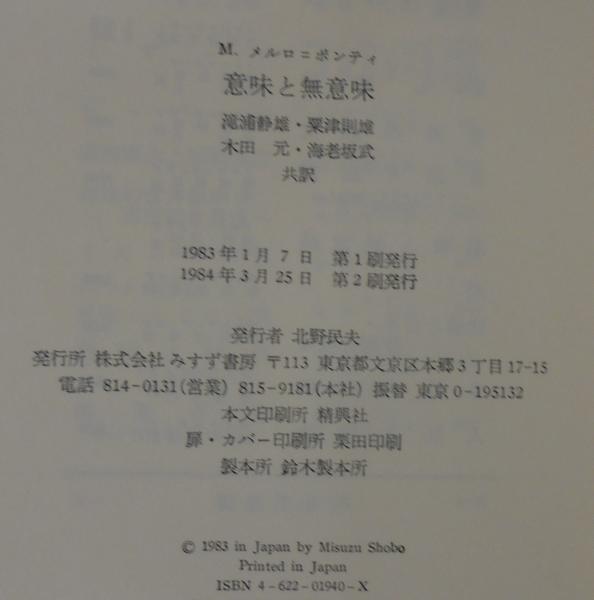 M. メルロ＝ポンティ
意味と無意味
滝浦静雄・粟津則雄
木田 元・海老坂武
共訳
1983年1月7日 第1刷発行
1984年3月25日 第2刷発行
発行者 北野民夫
発行所 株式会社 みすず書房 〒113 東京都文京区本郷3丁目17-15
電話 814-0131(営業) 815-9181(本社) 振替 東京0-195132
本文印刷所 精興社
扉・カバー印刷所 栗田印刷
製本所 鈴木製本所
© 1983 in Japan by Misuzu Shobo
Printed in Japan
ISBN 4-622-01940-X